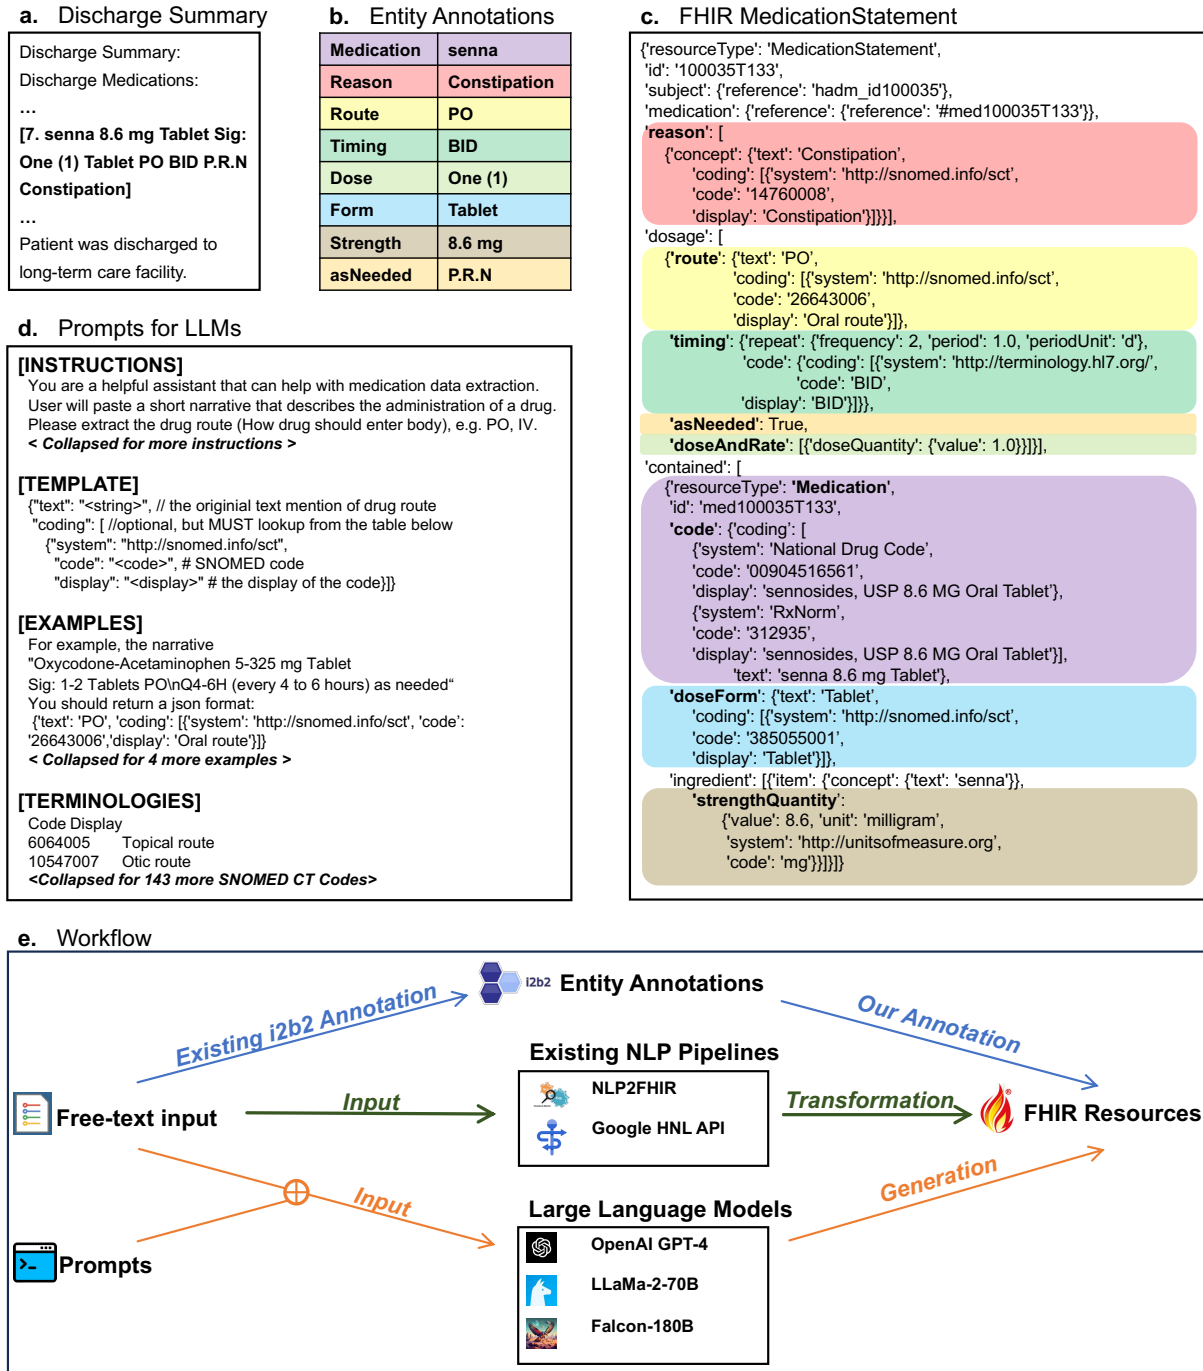 a. Discharge Summary
Discharge Summary:
Discharge Medications:
...
[7. senna 8.6 mg Tablet Sig:
One (1) Tablet PO BID P.R.N
Constipation]
...
Patient was discharged to
long-term care facility.
b. Entity Annotations
Medication senna
Reason Constipation
Route PO
Timing BID
Dose One (1)
Form Tablet
Strength 8.6 mg
asNeeded P.R.N
c. FHIR MedicationStatement
{'resourceType': 'MedicationStatement',
'id': '100035T133',
'subject': {'reference': 'hadm_id100035'},
'medication': {'reference': {'reference': '#med100035T133'}},
'reason': [
{'concept': {'text': 'Constipation',
'coding': [{'system': 'http://snomed.info/sct',
'code': '14760008',
'display': 'Constipation'}]}}],
'dosage': [
{'route': {'text': 'PO',
'coding': [{'system': 'http://snomed.info/sct',
'code': '26643006',
'display': 'Oral route'}]},
'timing': {'repeat': {'frequency': 2, 'period': 1.0, 'periodUnit': 'd'},
'code': {'coding': [{'system': 'http://terminology.hl7.org/',
'code': 'BID',
'display': 'BID'}]}},
'asNeeded': True,
'doseAndRate': [{'doseQuantity': {'value': 1.0}}]}],
'contained': [
{'resourceType': 'Medication',
'id': 'med100035T133',
'code': {'coding': [
{'system': 'National Drug Code',
'code': '00904516561',
'display': 'sennosides, USP 8.6 MG Oral Tablet'},
{'system': 'RxNorm',
'code': '312935',
'display': 'sennosides, USP 8.6 MG Oral Tablet'}],
'text': 'senna 8.6 mg Tablet'},
'doseForm': {'text': 'Tablet',
'coding': [{'system': 'http://snomed.info/sct',
'code': '385055001',
'display': 'Tablet'}]},
'ingredient': [{'item': {'concept': {'text': 'senna'}},
'strengthQuantity':
{'value': 8.6, 'unit': 'milligram',
'system': 'http://unitsofmeasure.org',
'code': 'mg'}}]}]}
d. Prompts for LLMs
[INSTRUCTIONS]
You are a helpful assistant that can help with medication data extraction.
User will paste a short narrative that describes the administration of a drug.
Please extract the drug route (How drug should enter body), e.g. PO, IV.
< Collapsed for more instructions >
[TEMPLATE]
{"text": "<string>", // the originial text mention of drug route
"coding": [ //optional, but MUST lookup from the table below
{"system": "http://snomed.info/sct",
"code": "<code>", # SNOMED code
"display": "<display>" # the display of the code}]}
[EXAMPLES]
For example, the narrative
"Oxycodone-Acetaminophen 5-325 mg Tablet
Sig: 1-2 Tablets PO\nQ4-6H (every 4 to 6 hours) as needed“
You should return a json format:
{'text': 'PO', 'coding': [{'system': 'http://snomed.info/sct', 'code’:
'26643006','display': 'Oral route'}]}
< Collapsed for 4 more examples >
[TERMINOLOGIES]
Code Display
6064005 Topical route
10547007 Otic route
<Collapsed for 143 more SNOMED CT Codes>
e. Workflow
Existing i2b2 Annotation
i2b2 Entity Annotations
Our Annotation
Free-text input
Input
Existing NLP Pipelines
NLP2FHIR
Google HNL API
Transformation
FHIR Resources
Prompts
Input
Large Language Models
OpenAI GPT-4
LLaMa-2-70B
Falcon-180B
Generation